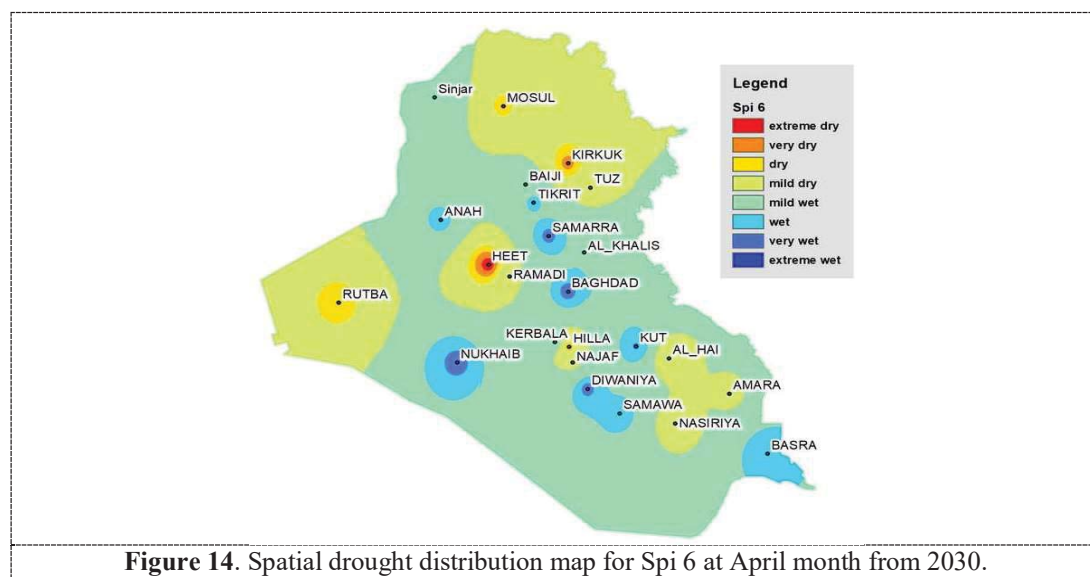 Legend
Spi 6
extreme dry
very dry
dry
mild dry
mild wet
wet
very wet
extreme wet
Sinjar
MOSUL
KIRKUK
BAIJI
TUZ
TIKRIT
ANAH
SAMARRA
AL_KHALIS
HEET
RAMADI
BAGHDAD
RUTBA
KERBALA
HILLA
KUT
NUKHAIB
NAJAF
AL_HAI
DIWANIYA
AMARA
SAMAWA
NASIRIYA
BASRA
Figure 14. Spatial drought distribution map for Spi 6 at April month from 2030.